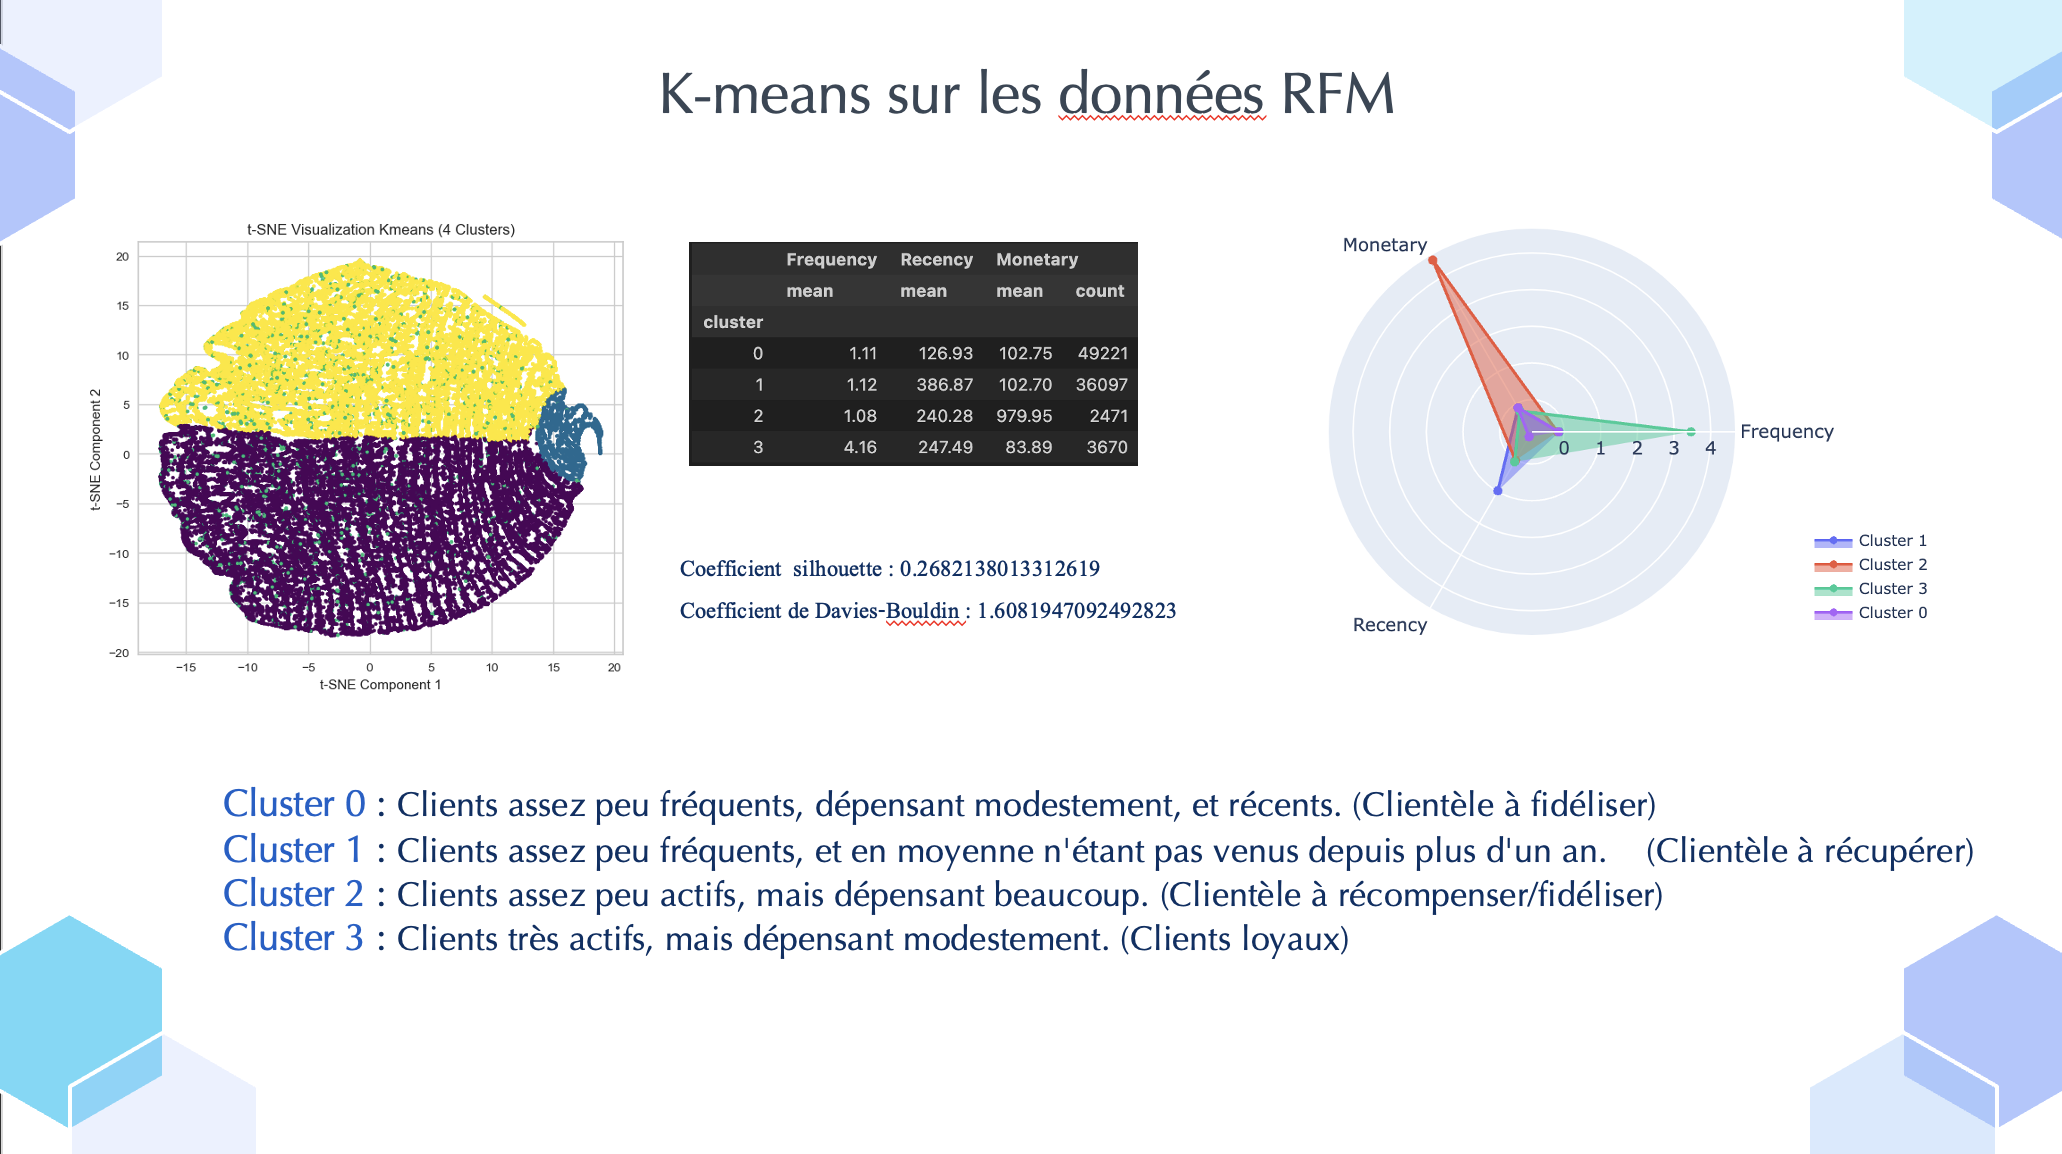 K-means sur les données RFM
t-SNE Visualization Kmeans (4 Clusters)
20
15
10
5
0
−5
−10
−15
−20
t-SNE Component 2
−15 −10 −5 0 5 10 15 20
t-SNE Component 1
Frequency Recency Monetary
mean mean mean count
cluster
0 1.11 126.93 102.75 49221
1 1.12 386.87 102.70 36097
2 1.08 240.28 979.95 2471
3 4.16 247.49 83.89 3670
Coefficient silhouette : 0.2682138013312619
Coefficient de Davies-Bouldin : 1.6081947092492823
Monetary
Frequency
0 1 2 3 4
Recency
Cluster 1
Cluster 2
Cluster 3
Cluster 0
Cluster 0 : Clients assez peu fréquents, dépensant modestement, et récents. (Clientèle à fidéliser)
Cluster 1 : Clients assez peu fréquents, et en moyenne n'étant pas venus depuis plus d'un an. (Clientèle à récupérer)
Cluster 2 : Clients assez peu actifs, mais dépensant beaucoup. (Clientèle à récompenser/fidéliser)
Cluster 3 : Clients très actifs, mais dépensant modestement. (Clients loyaux)